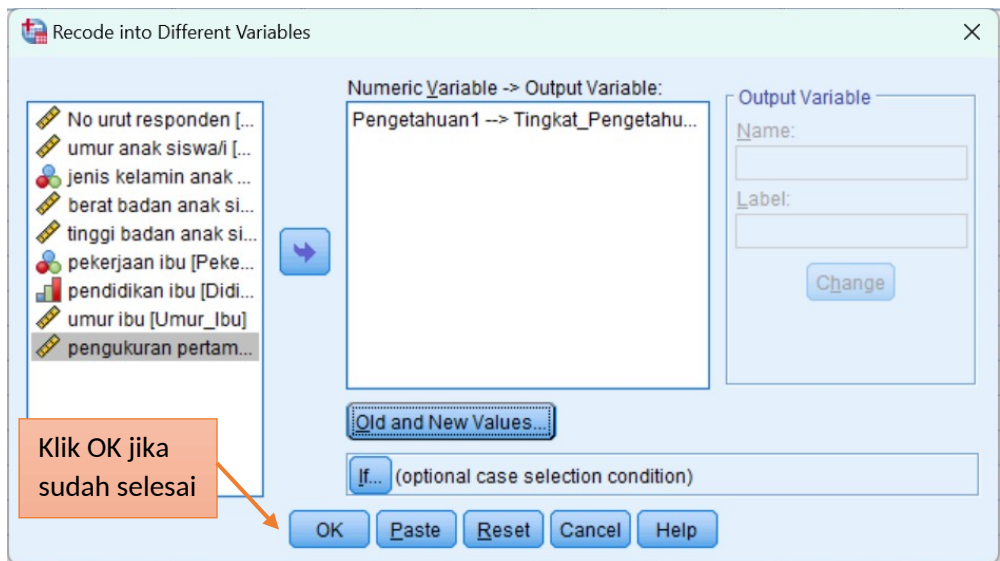 Recode into Different Variables
No urut responden [...
umur anak siswa/i [...
jenis kelamin anak ...
berat badan anak si...
tinggi badan anak si...
pekerjaan ibu [Peke...
pendidikan ibu [Didi...
umur ibu [Umur_Ibu]
pengukuran pertam...
Numeric Variable -> Output Variable:
Pengetahuan1 --> Tingkat_Pengetahu...
Output Variable
Name:
Label:
Change
Old and New Values...
If... (optional case selection condition)
Klik OK jika
sudah selesai
OK Paste Reset Cancel Help